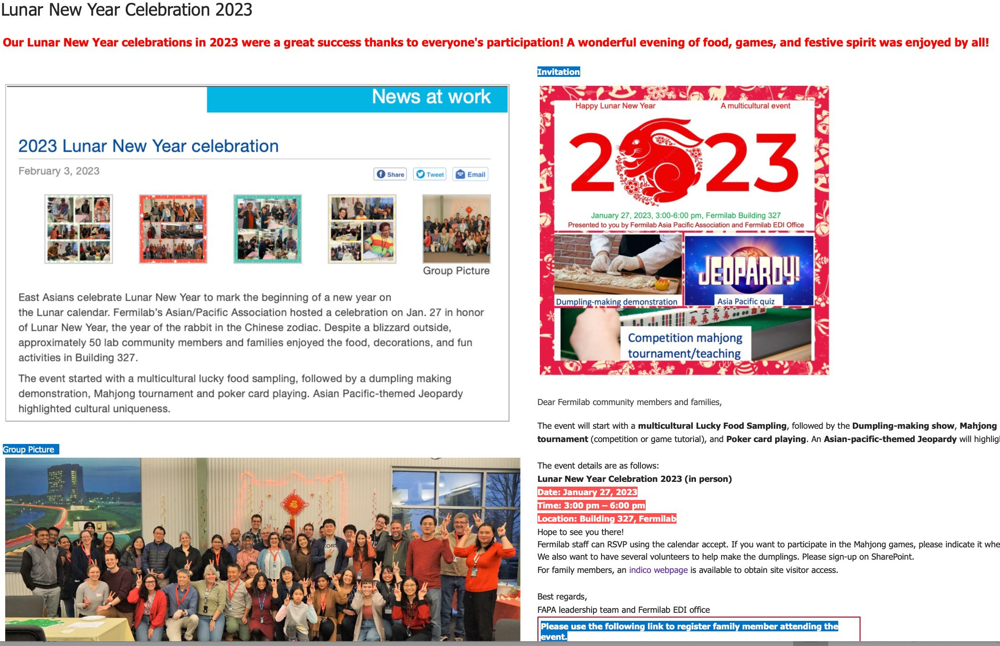 Lunar New Year Celebration 2023
Our Lunar New Year celebrations in 2023 were a great success thanks to everyone's participation! A wonderful evening of food, games, and festive spirit was enjoyed by all!
News at work
2023 Lunar New Year celebration
February 3, 2023
Share
Tweet
Email
Group Picture
East Asians celebrate Lunar New Year to mark the beginning of a new year on
the Lunar calendar. Fermilab’s Asian/Pacific Association hosted a celebration on Jan. 27 in honor
of Lunar New Year, the year of the rabbit in the Chinese zodiac. Despite a blizzard outside,
approximately 50 lab community members and families enjoyed the food, decorations, and fun
activities in Building 327.
The event started with a multicultural lucky food sampling, followed by a dumpling making
demonstration, Mahjong tournament and poker card playing. Asian Pacific-themed Jeopardy
highlighted cultural uniqueness.
Group Picture
福
KORS
Invitation
Happy Lunar New Year
A multicultural event
2023
January 27, 2023, 3:00-6:00 pm, Fermilab Building 327
Presented to you by Fermilab Asia Pacific Association and Fermilab EDI Office
JEOPARDY!
Dumpling-making demonstration
Asia Pacific quiz
Competition mahjong
tournament/teaching
Dear Fermilab community members and families,
The event will start with a multicultural Lucky Food Sampling, followed by the Dumpling-making show, Mahjong
tournament (competition or game tutorial), and Poker card playing. An Asian-pacific-themed Jeopardy will highlig
The event details are as follows:
Lunar New Year Celebration 2023 (in person)
Date: January 27, 2023
Time: 3:00 pm – 6:00 pm
Location: Building 327, Fermilab
Hope to see you there!
Fermilab staff can RSVP using the calendar accept. If you want to participate in the Mahjong games, please indicate it whe
We also want to have several volunteers to help make the dumplings. Please sign-up on SharePoint.
For family members, an indico webpage is available to obtain site visitor access.
Best regards,
FAPA leadership team and Fermilab EDI office
Please use the following link to register family member attending the
event.